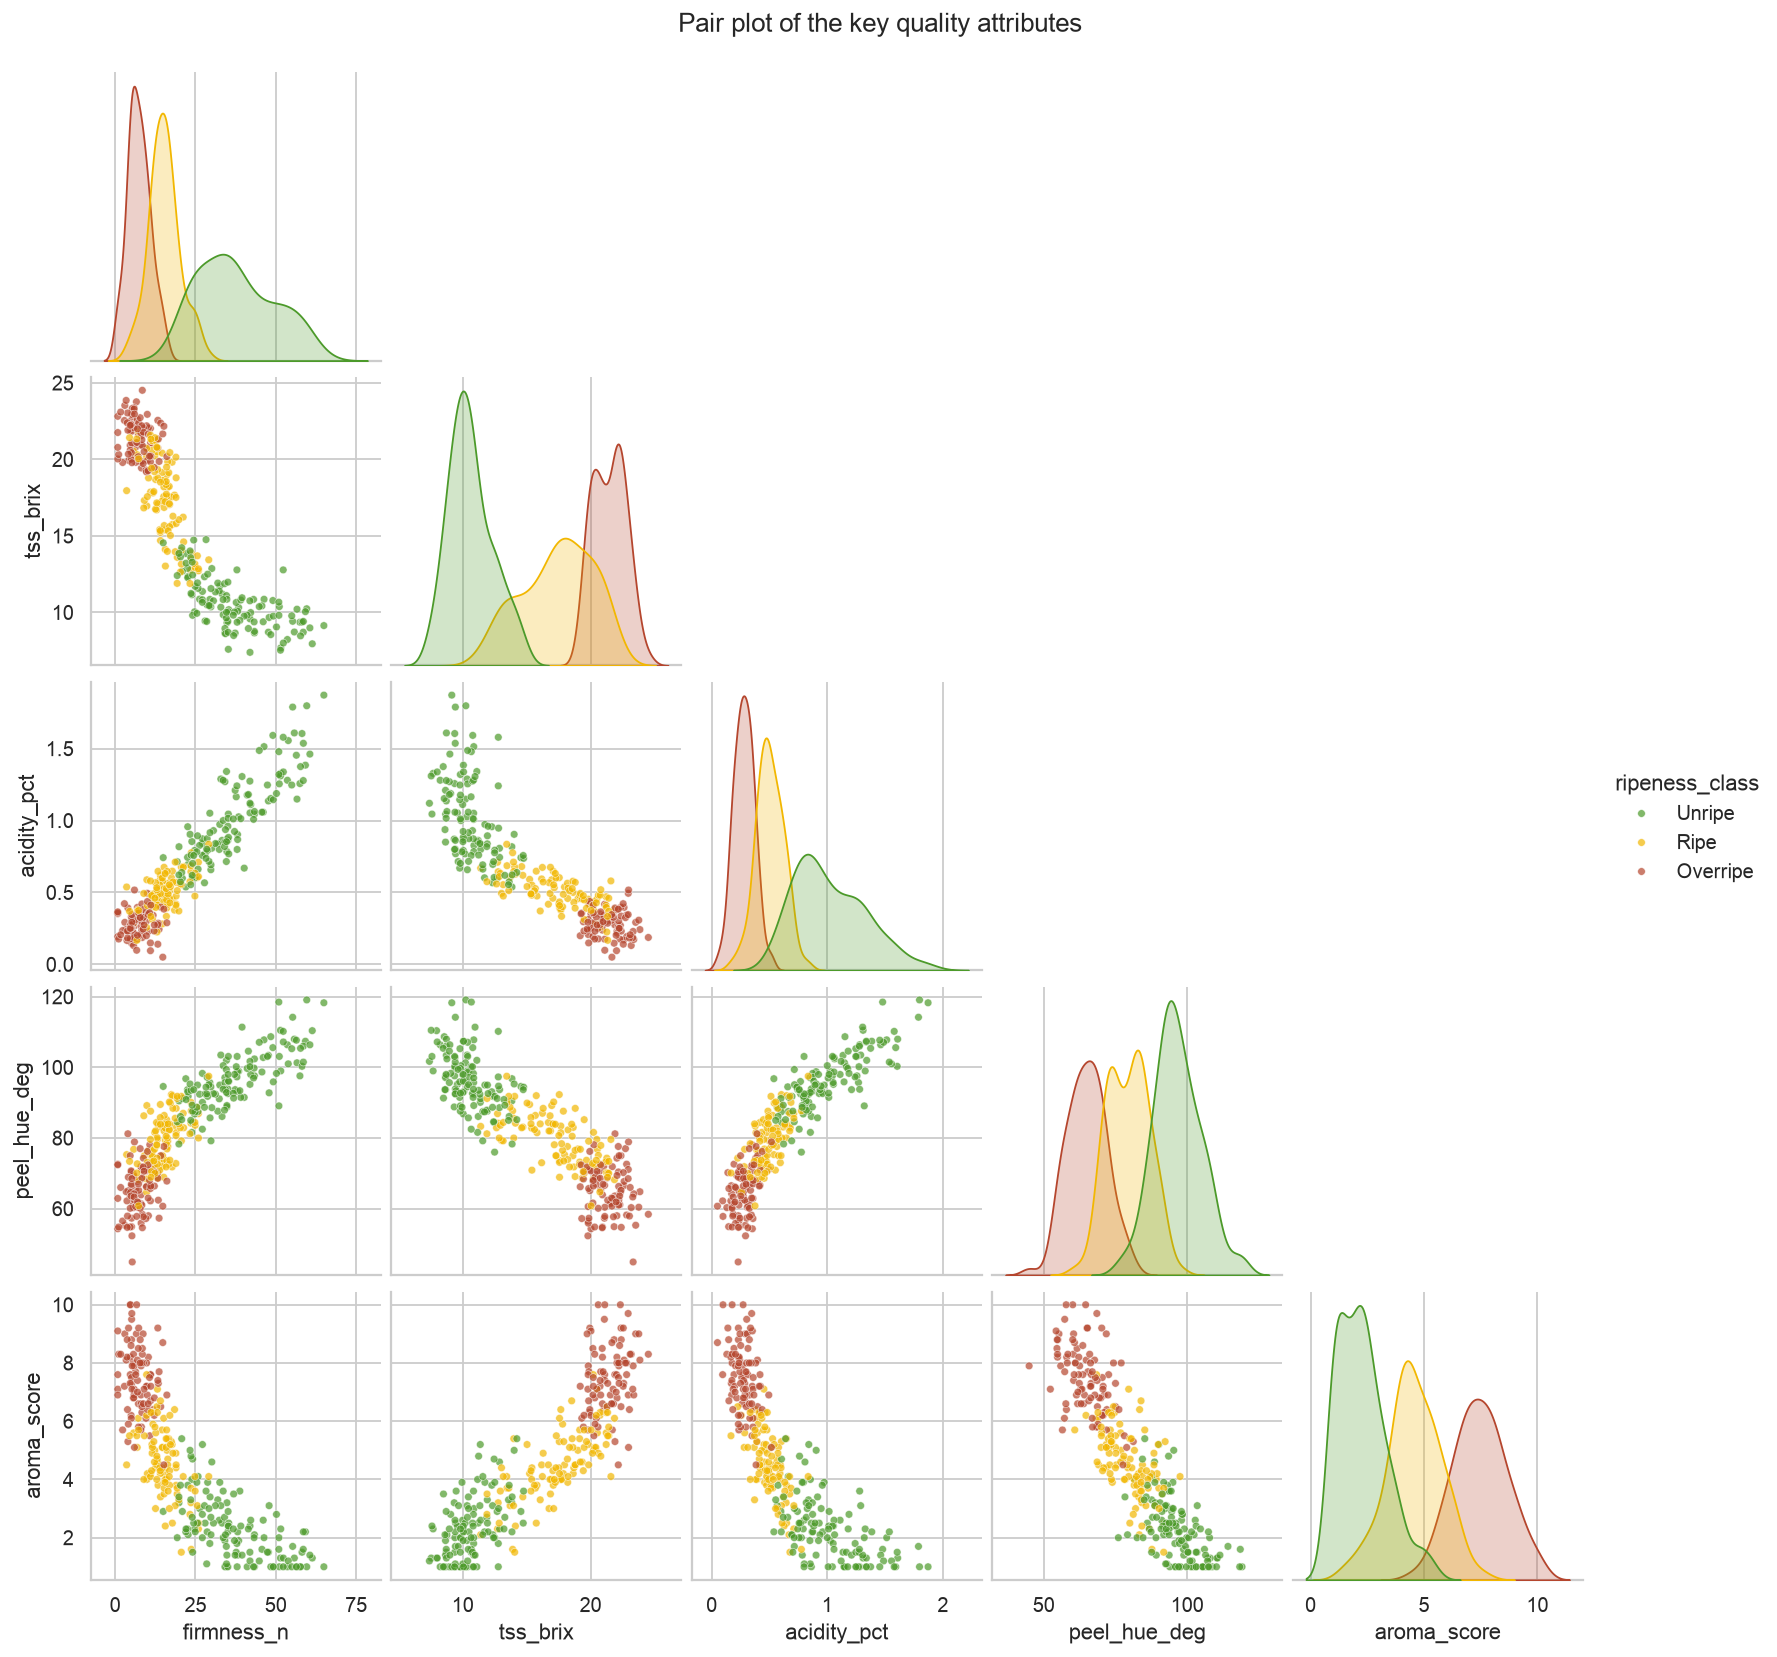 Pair plot of the key quality attributes
25
20
15
10
tss_brix
1.5
1.0
0.5
0.0
acidity_pct
120
100
80
60
peel_hue_deg
10
8
6
4
2
aroma_score
0 25 50 75
firmness_n
10 20
tss_brix
0 1 2
acidity_pct
50 100
peel_hue_deg
0 5 10
aroma_score
ripeness_class
Unripe
Ripe
Overripe